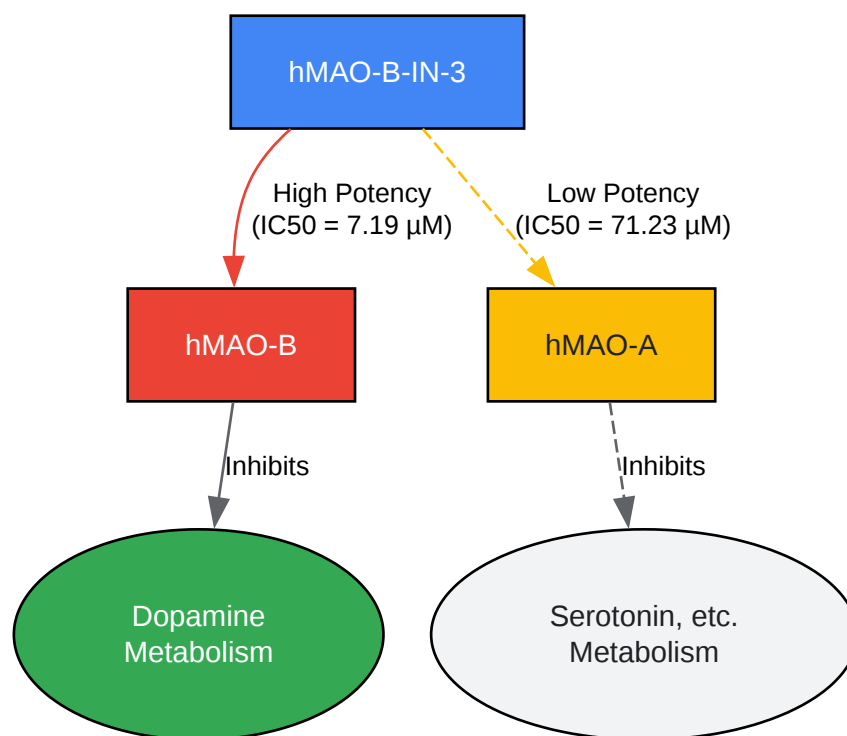 hMAO-B-IN-3
High Potency
(IC50 = 7.19 µM)
Low Potency
(IC50 = 71.23 µM)
hMAO-B
hMAO-A
Inhibits
Inhibits
Dopamine
Metabolism
Serotonin, etc.
Metabolism